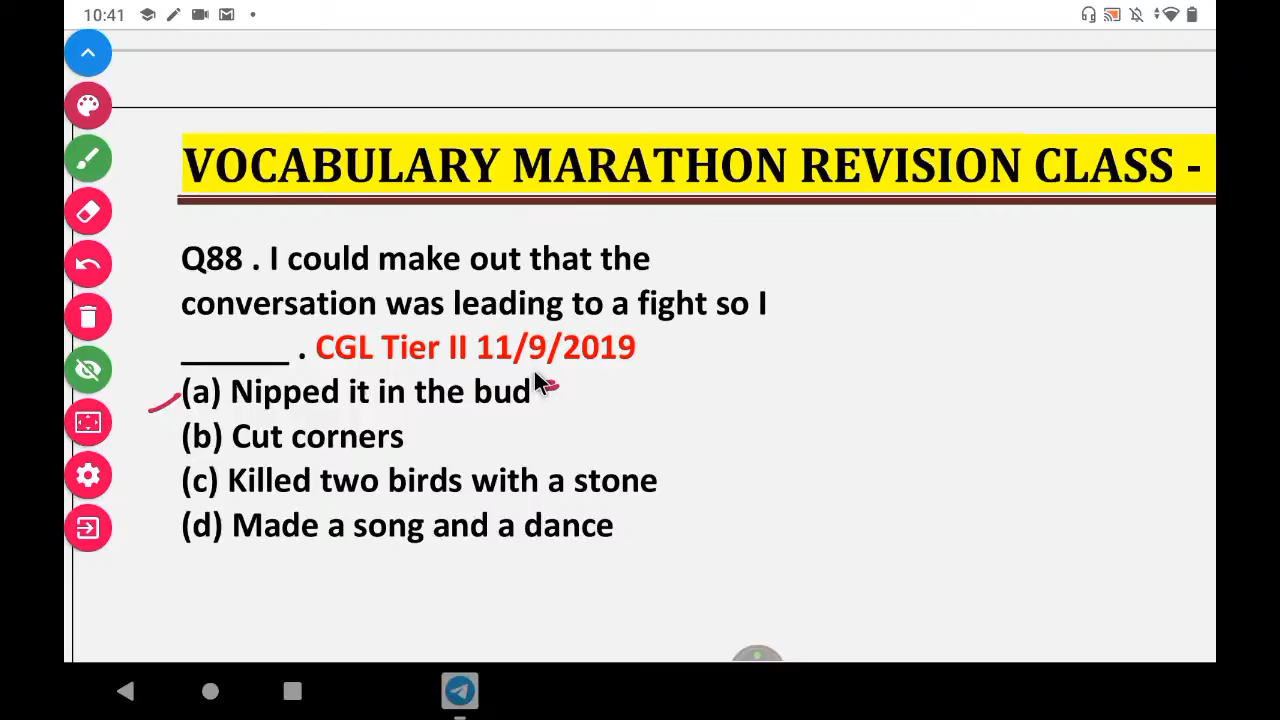 10:41
VOCABULARY MARATHON REVISION CLASS -
Q88 . I could make out that the
conversation was leading to a fight so I
______ . CGL Tier II 11/9/2019
(a) Nipped it in the bud
(b) Cut corners
(c) Killed two birds with a stone
(d) Made a song and a dance